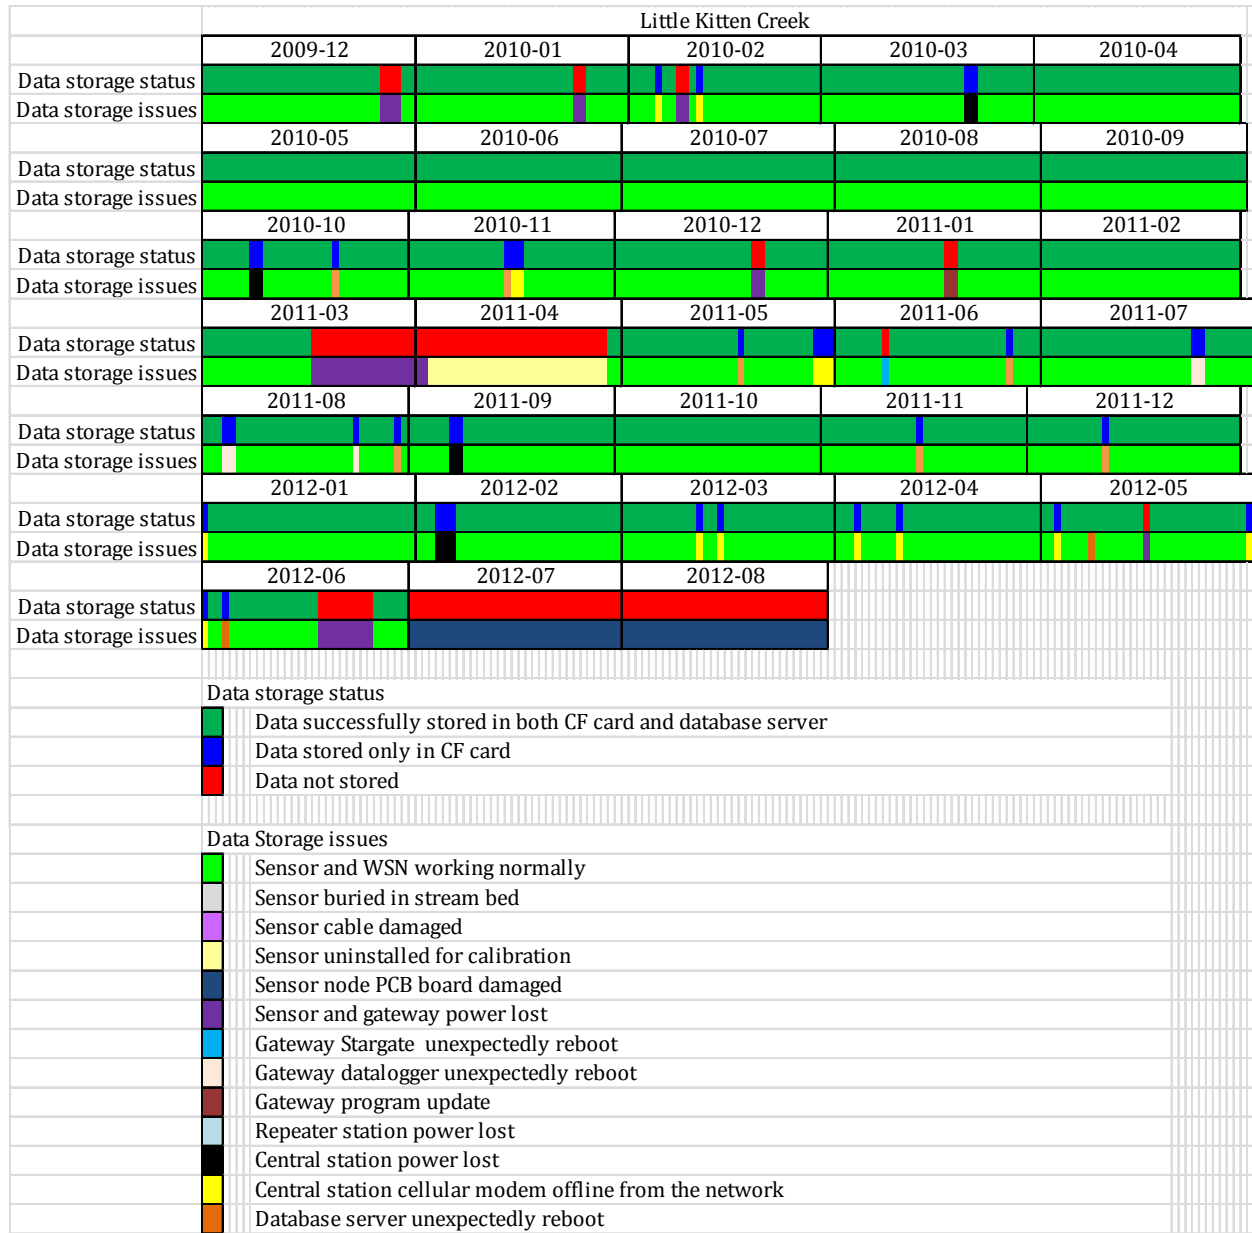 Little Kitten Creek
2009-12 2010-01 2010-02 2010-03 2010-04
Data storage status
Data storage issues
2010-05 2010-06 2010-07 2010-08 2010-09
Data storage status
Data storage issues
2010-10 2010-11 2010-12 2011-01 2011-02
Data storage status
Data storage issues
2011-03 2011-04 2011-05 2011-06 2011-07
Data storage status
Data storage issues
2011-08 2011-09 2011-10 2011-11 2011-12
Data storage status
Data storage issues
2012-01 2012-02 2012-03 2012-04 2012-05
Data storage status
Data storage issues
2012-06 2012-07 2012-08
Data storage status
Data storage issues
Data storage status
Data successfully stored in both CF card and database server
Data stored only in CF card
Data not stored
Data Storage issues
Sensor and WSN working normally
Sensor buried in stream bed
Sensor cable damaged
Sensor uninstalled for calibration
Sensor node PCB board damaged
Sensor and gateway power lost
Gateway Stargate unexpectedly reboot
Gateway datalogger unexpectedly reboot
Gateway program update
Repeater station power lost
Central station power lost
Central station cellular modem offline from the network
Database server unexpectedly reboot